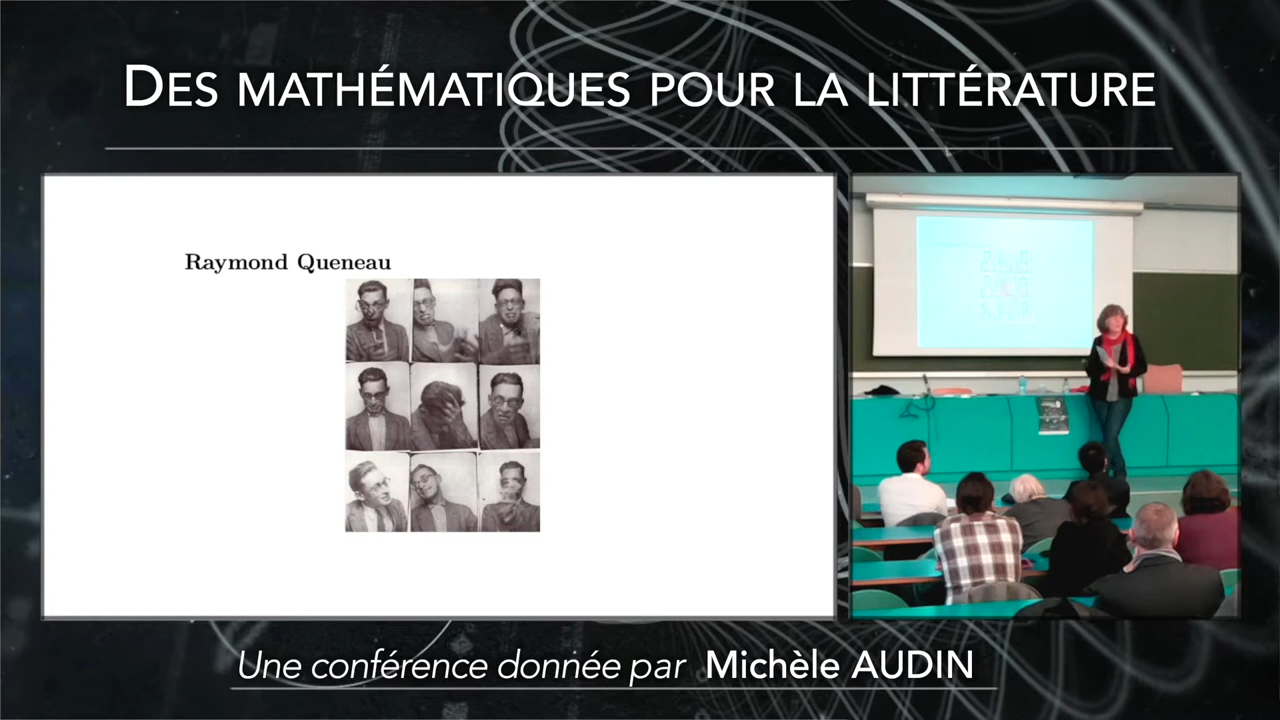 DES MATHÉMATIQUES POUR LA LITTÉRATURE
Raymond Queneau
Une conférence donnée par Michèle AUDIN